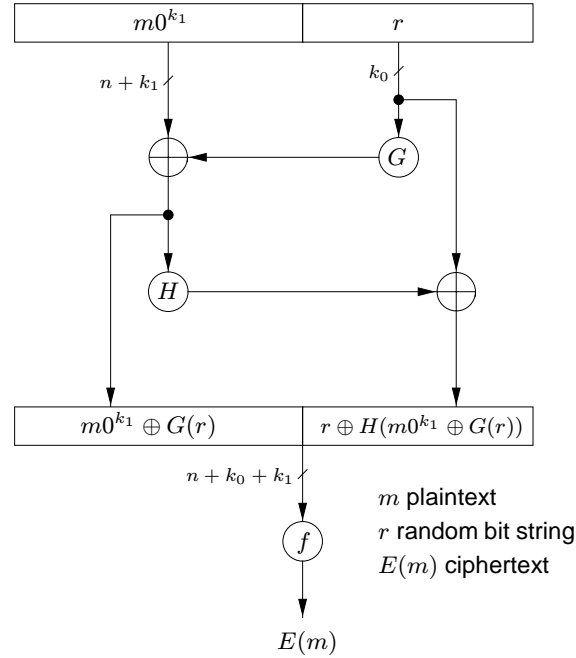 m0^{k_1} r
n + k_1 k_0
G
H
m0^{k_1} ⊕ G(r) r ⊕ H(m0^{k_1} ⊕ G(r))
n + k_0 + k_1
m plaintext
r random bit string
f
E(m) ciphertext
E(m)